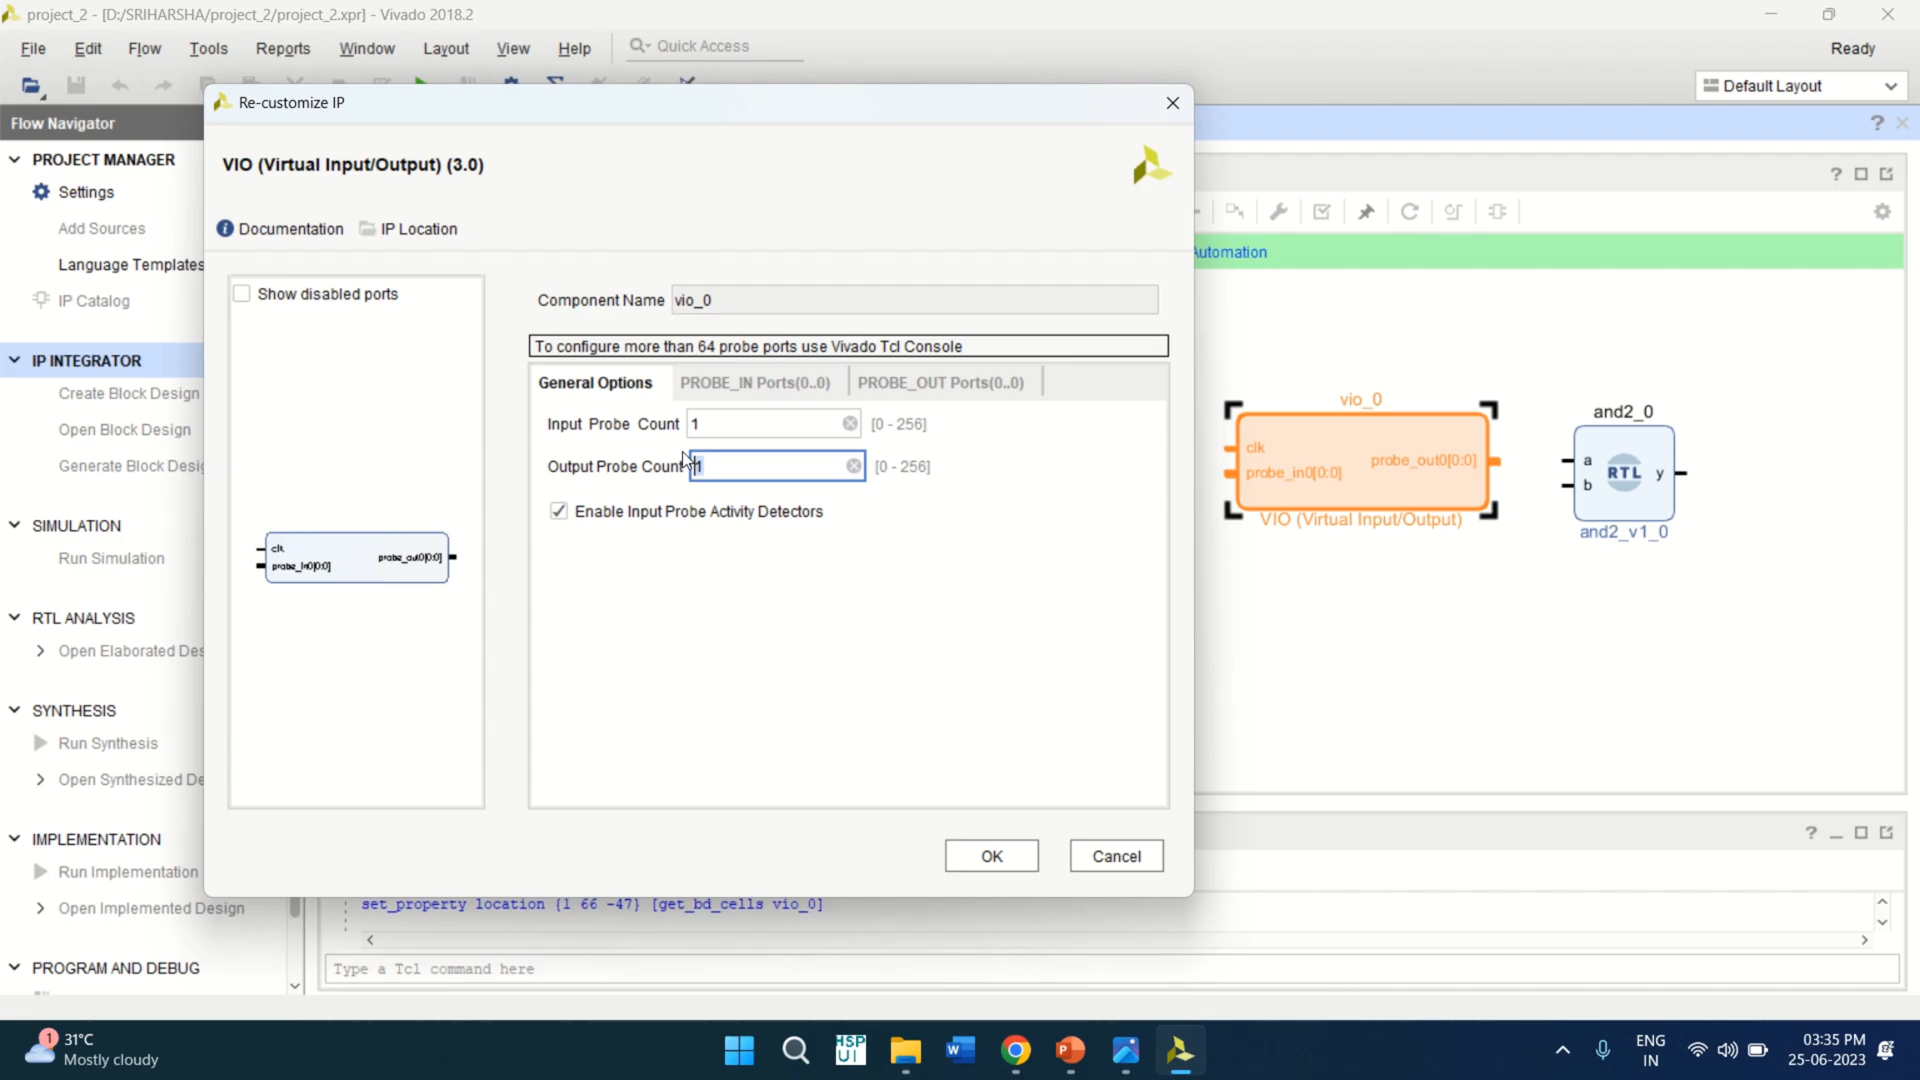 project_2 - [D:/SRIHARSHA/project_2/project_2.xpr] - Vivado 2018.2
File Edit Flow Tools Reports Window Layout View Help Quick Access Ready
Default Layout
Re-customize IP
Flow Navigator
PROJECT MANAGER
Settings
Add Sources
Language Templates
IP Catalog
IP INTEGRATOR
Create Block Design
Open Block Design
Generate Block Desig
SIMULATION
Run Simulation
RTL ANALYSIS
Open Elaborated Des
SYNTHESIS
Run Synthesis
Open Synthesized De
IMPLEMENTATION
Run Implementation
Open Implemented Design
PROGRAM AND DEBUG
VIO (Virtual Input/Output) (3.0)
Documentation IP Location
Show disabled ports
clk
probe_in0[0:0]
probe_out0[0:0]
Component Name vio_0
To configure more than 64 probe ports use Vivado Tcl Console
General Options PROBE_IN Ports(0..0) PROBE_OUT Ports(0..0)
Input Probe Count 1 [0 - 256]
Output Probe Count 1 [0 - 256]
Enable Input Probe Activity Detectors
OK Cancel
Automation
vio_0
clk
probe_in0[0:0]
probe_out0[0:0]
VIO (Virtual Input/Output)
and2_0
a
b
RTL
y
and2_v1_0
set_property location {1 66 -47} [get_bd_cells vio_0]
Type a Tcl command here
1
31°C
Mostly cloudy
HSP
UI
ENG
IN
03:35 PM
25-06-2023